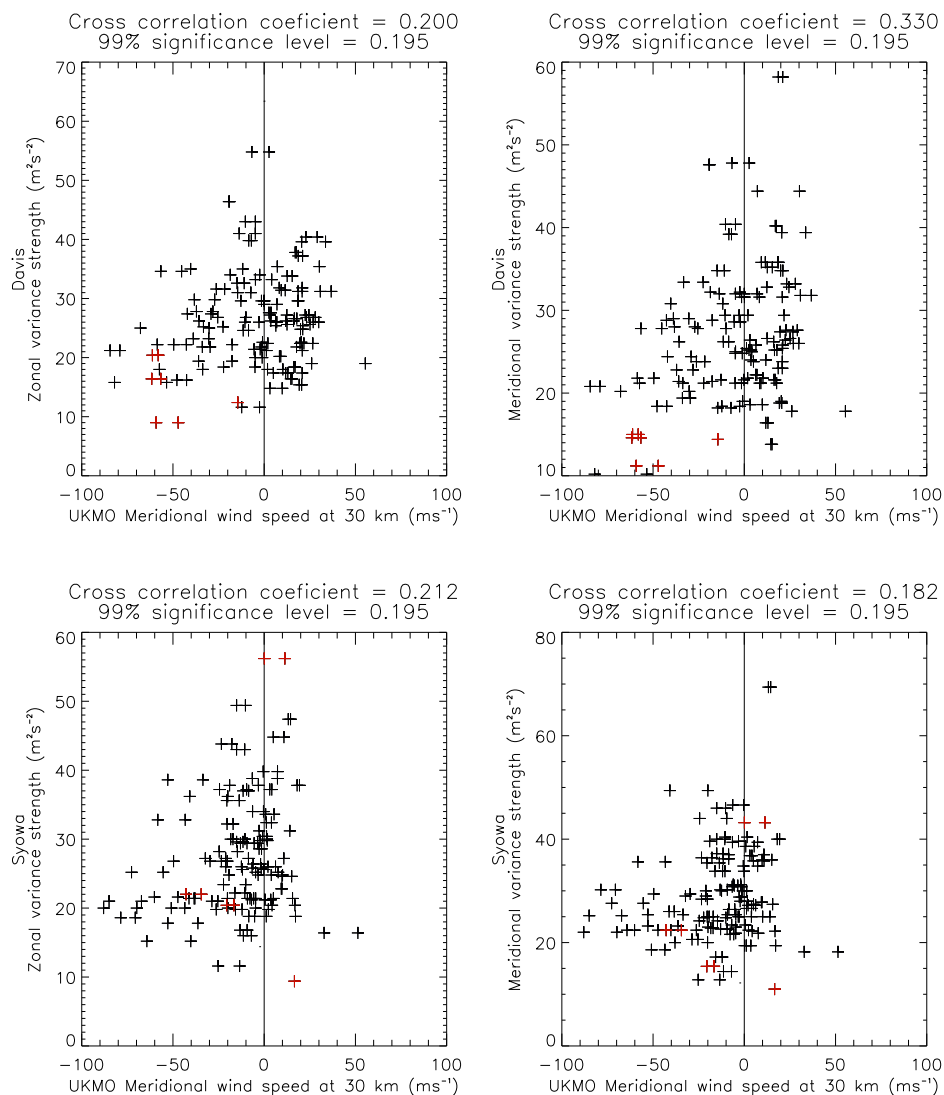 Cross correlation coeficient = 0.200
99% significance level = 0.195
70
60
50
40
30
20
10
0
Davis
Zonal variance strength (m²s⁻²)
−100 −50 0 50 100
UKMO Meridional wind speed at 30 km (ms⁻¹)
Cross correlation coeficient = 0.330
99% significance level = 0.195
60
50
40
30
20
10
Davis
Meridional variance strength (m²s⁻²)
−100 −50 0 50 100
UKMO Meridional wind speed at 30 km (ms⁻¹)
Cross correlation coeficient = 0.212
99% significance level = 0.195
60
50
40
30
20
10
0
Syowa
Zonal variance strength (m²s⁻²)
−100 −50 0 50 100
UKMO Meridional wind speed at 30 km (ms⁻¹)
Cross correlation coeficient = 0.182
99% significance level = 0.195
80
60
40
20
0
Syowa
Meridional variance strength (m²s⁻²)
−100 −50 0 50 100
UKMO Meridional wind speed at 30 km (ms⁻¹)